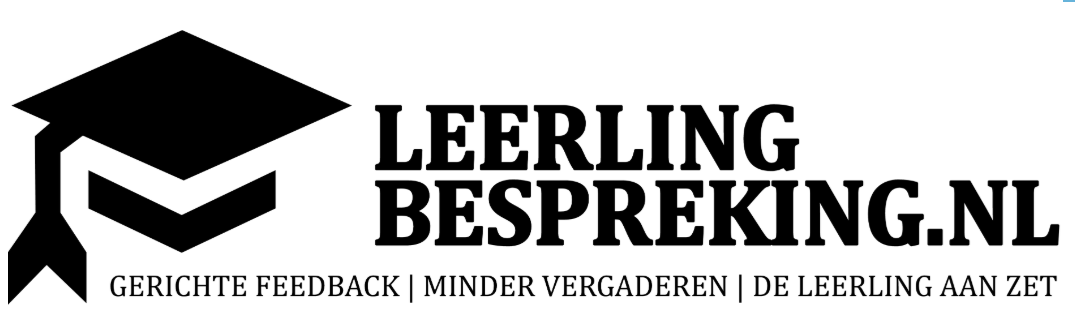 LEERLING
BESPREKING.NL
GERICHTE FEEDBACK | MINDER VERGADEREN | DE LEERLING AAN ZET